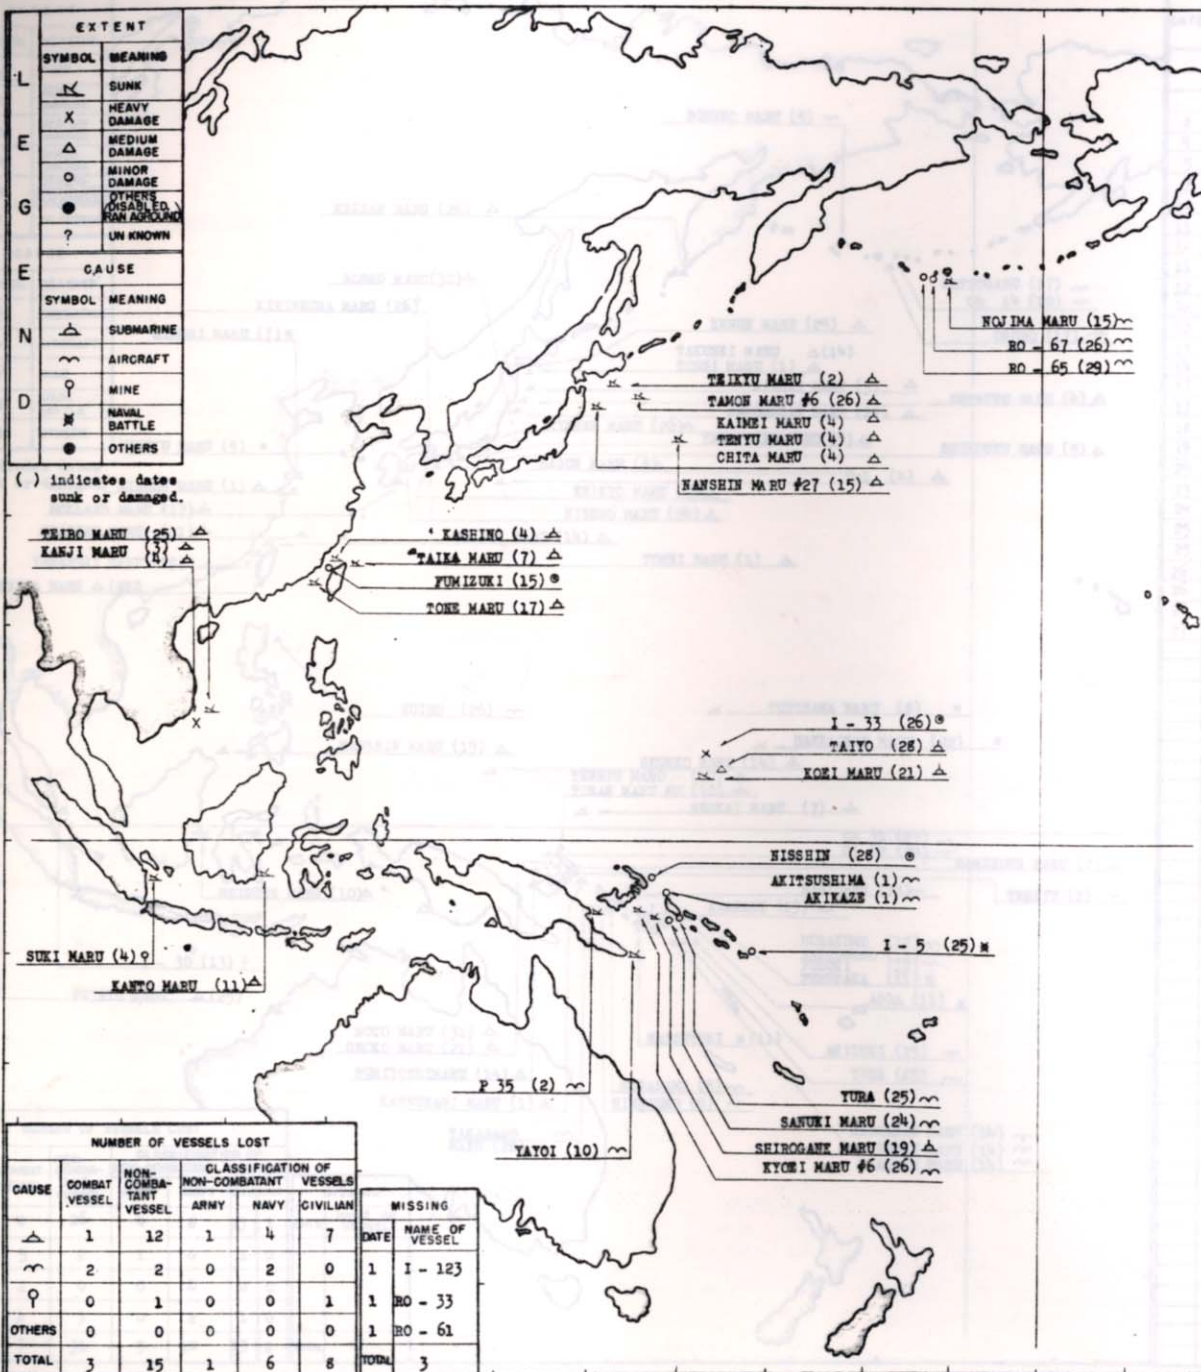 LEGEND
EXTENT
SYMBOL MEANING
SUNK
X HEAVY DAMAGE
△ MEDIUM DAMAGE
○ MINOR DAMAGE
● OTHERS (DISABLED, RAN AGROUND)
? UN KNOWN
CAUSE
SYMBOL MEANING
SUBMARINE
AIRCRAFT
MINE
NAVAL BATTLE
● OTHERS
( ) indicates dates
sunk or damaged.
NOJIMA MARU (15)
RO - 67 (26)
RO - 65 (29)
TEIKYU MARU (2)
TAMON MARU #6 (26)
KAIMEI MARU (4)
TENYU MARU (4)
CHITA MARU (4)
NANSHIN MARU #27 (15)
TEIBO MARU (25)
KANJI MARU (3)
(4)
KASHINO (4)
TAIKA MARU (7)
FUMIZUKI (15)
TONE MARU (17)
I - 33 (26)
TAIYO (28)
KOEI MARU (21)
NISSHIN (28)
AKITSUSHIMA (1)
AKIKAZE (1)
I - 5 (25)
SUKI MARU (4)
KANTO MARU (11)
P 35 (2)
YAYOI (10)
YURA (25)
SANUKI MARU (24)
SHIROGANE MARU (19)
KYOEI MARU #6 (26)
NUMBER OF VESSELS LOST
CAUSE COMBAT VESSEL NON-COMBATANT VESSEL CLASSIFICATION OF NON-COMBATANT VESSELS
ARMY NAVY CIVILIAN
1 12 1 4 7
2 2 0 2 0
0 1 0 0 1
OTHERS 0 0 0 0 0
TOTAL 3 15 1 6 8
MISSING
DATE NAME OF VESSEL
1 I - 123
1 RO - 33
1 RO - 61
TOTAL 3